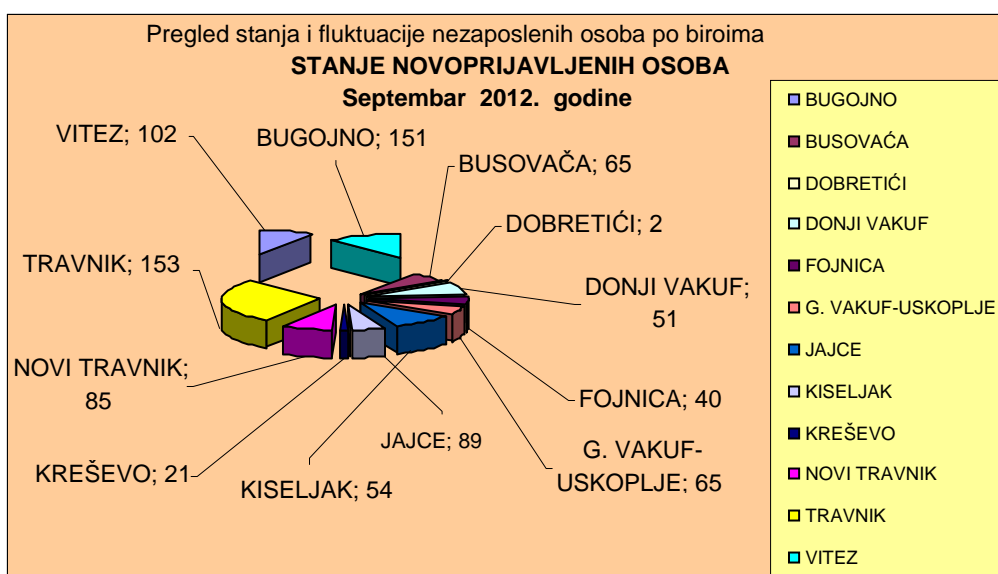 Pregled stanja i fluktuacije nezaposlenih osoba po biroima
STANJE NOVOPRIJAVLJENIH OSOBA
Septembar 2012. godine
VITEZ; 102
BUGOJNO; 151
BUSOVAČA; 65
DOBRETIĆI; 2
DONJI VAKUF;
51
TRAVNIK; 153
NOVI TRAVNIK;
85
FOJNICA; 40
JAJCE; 89
G. VAKUF-
USKOPLJE; 65
KREŠEVO; 21
KISELJAK; 54
BUGOJNO
BUSOVAĆA
DOBRETIĆI
DONJI VAKUF
FOJNICA
G. VAKUF-USKOPLJE
JAJCE
KISELJAK
KREŠEVO
NOVI TRAVNIK
TRAVNIK
VITEZ